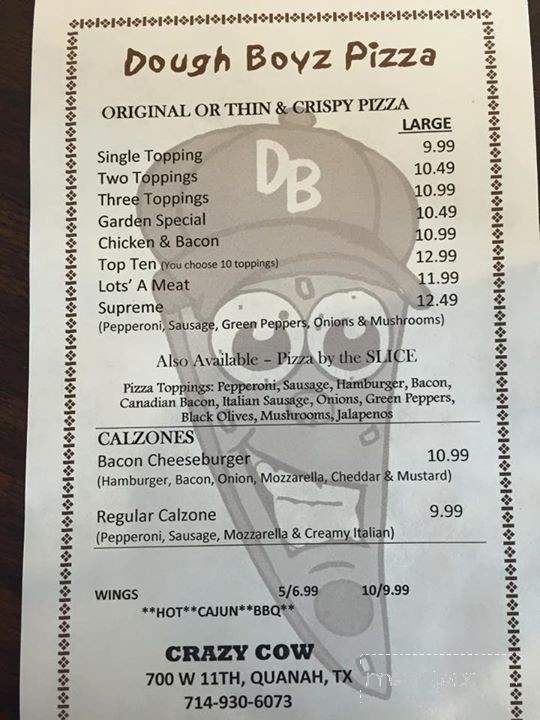 Dough Boyz Pizza
ORIGINAL OR THIN & CRISPY PIZZA
LARGE
DB
Single Topping 9.99
Two Toppings 10.49
Three Toppings 10.99
Garden Special 10.49
Chicken & Bacon 10.99
Top Ten (You choose 10 toppings) 12.99
Lots' A Meat 11.99
Supreme 12.49
(Pepperoni, Sausage, Green Peppers, Onions & Mushrooms)
Also Available – Pizza by the SLICE
Pizza Toppings: Pepperoni, Sausage, Hamburger, Bacon,
Canadian Bacon, Italian Sausage, Onions, Green Peppers,
Black Olives, Mushrooms, Jalapenos
CALZONES
Bacon Cheeseburger 10.99
(Hamburger, Bacon, Onion, Mozzarella, Cheddar & Mustard)
Regular Calzone 9.99
(Pepperoni, Sausage, Mozzarella & Creamy Italian)
WINGS 5/6.99 10/9.99
**HOT**CAJUN**BBQ**
CRAZY COW
700 W 11TH, QUANAH, TX
714-930-6073